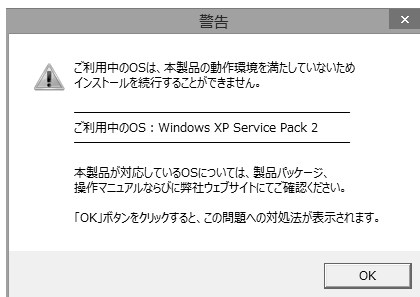 警告
ご利用中のOSは、本製品の動作環境を満たしていないため
インストールを続行することができません。
ご利用中のOS：Windows XP Service Pack 2
本製品が対応しているOSについては、製品パッケージ、
操作マニュアルならびに弊社ウェブサイトにてご確認ください。
「OK」ボタンをクリックすると、この問題への対処法が表示されます。
OK